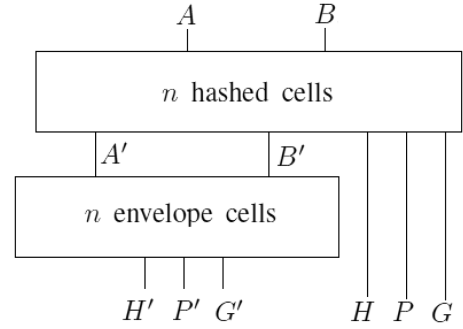 A B
n hashed cells
A′ B′
n envelope cells
H′ P′ G′ H P G